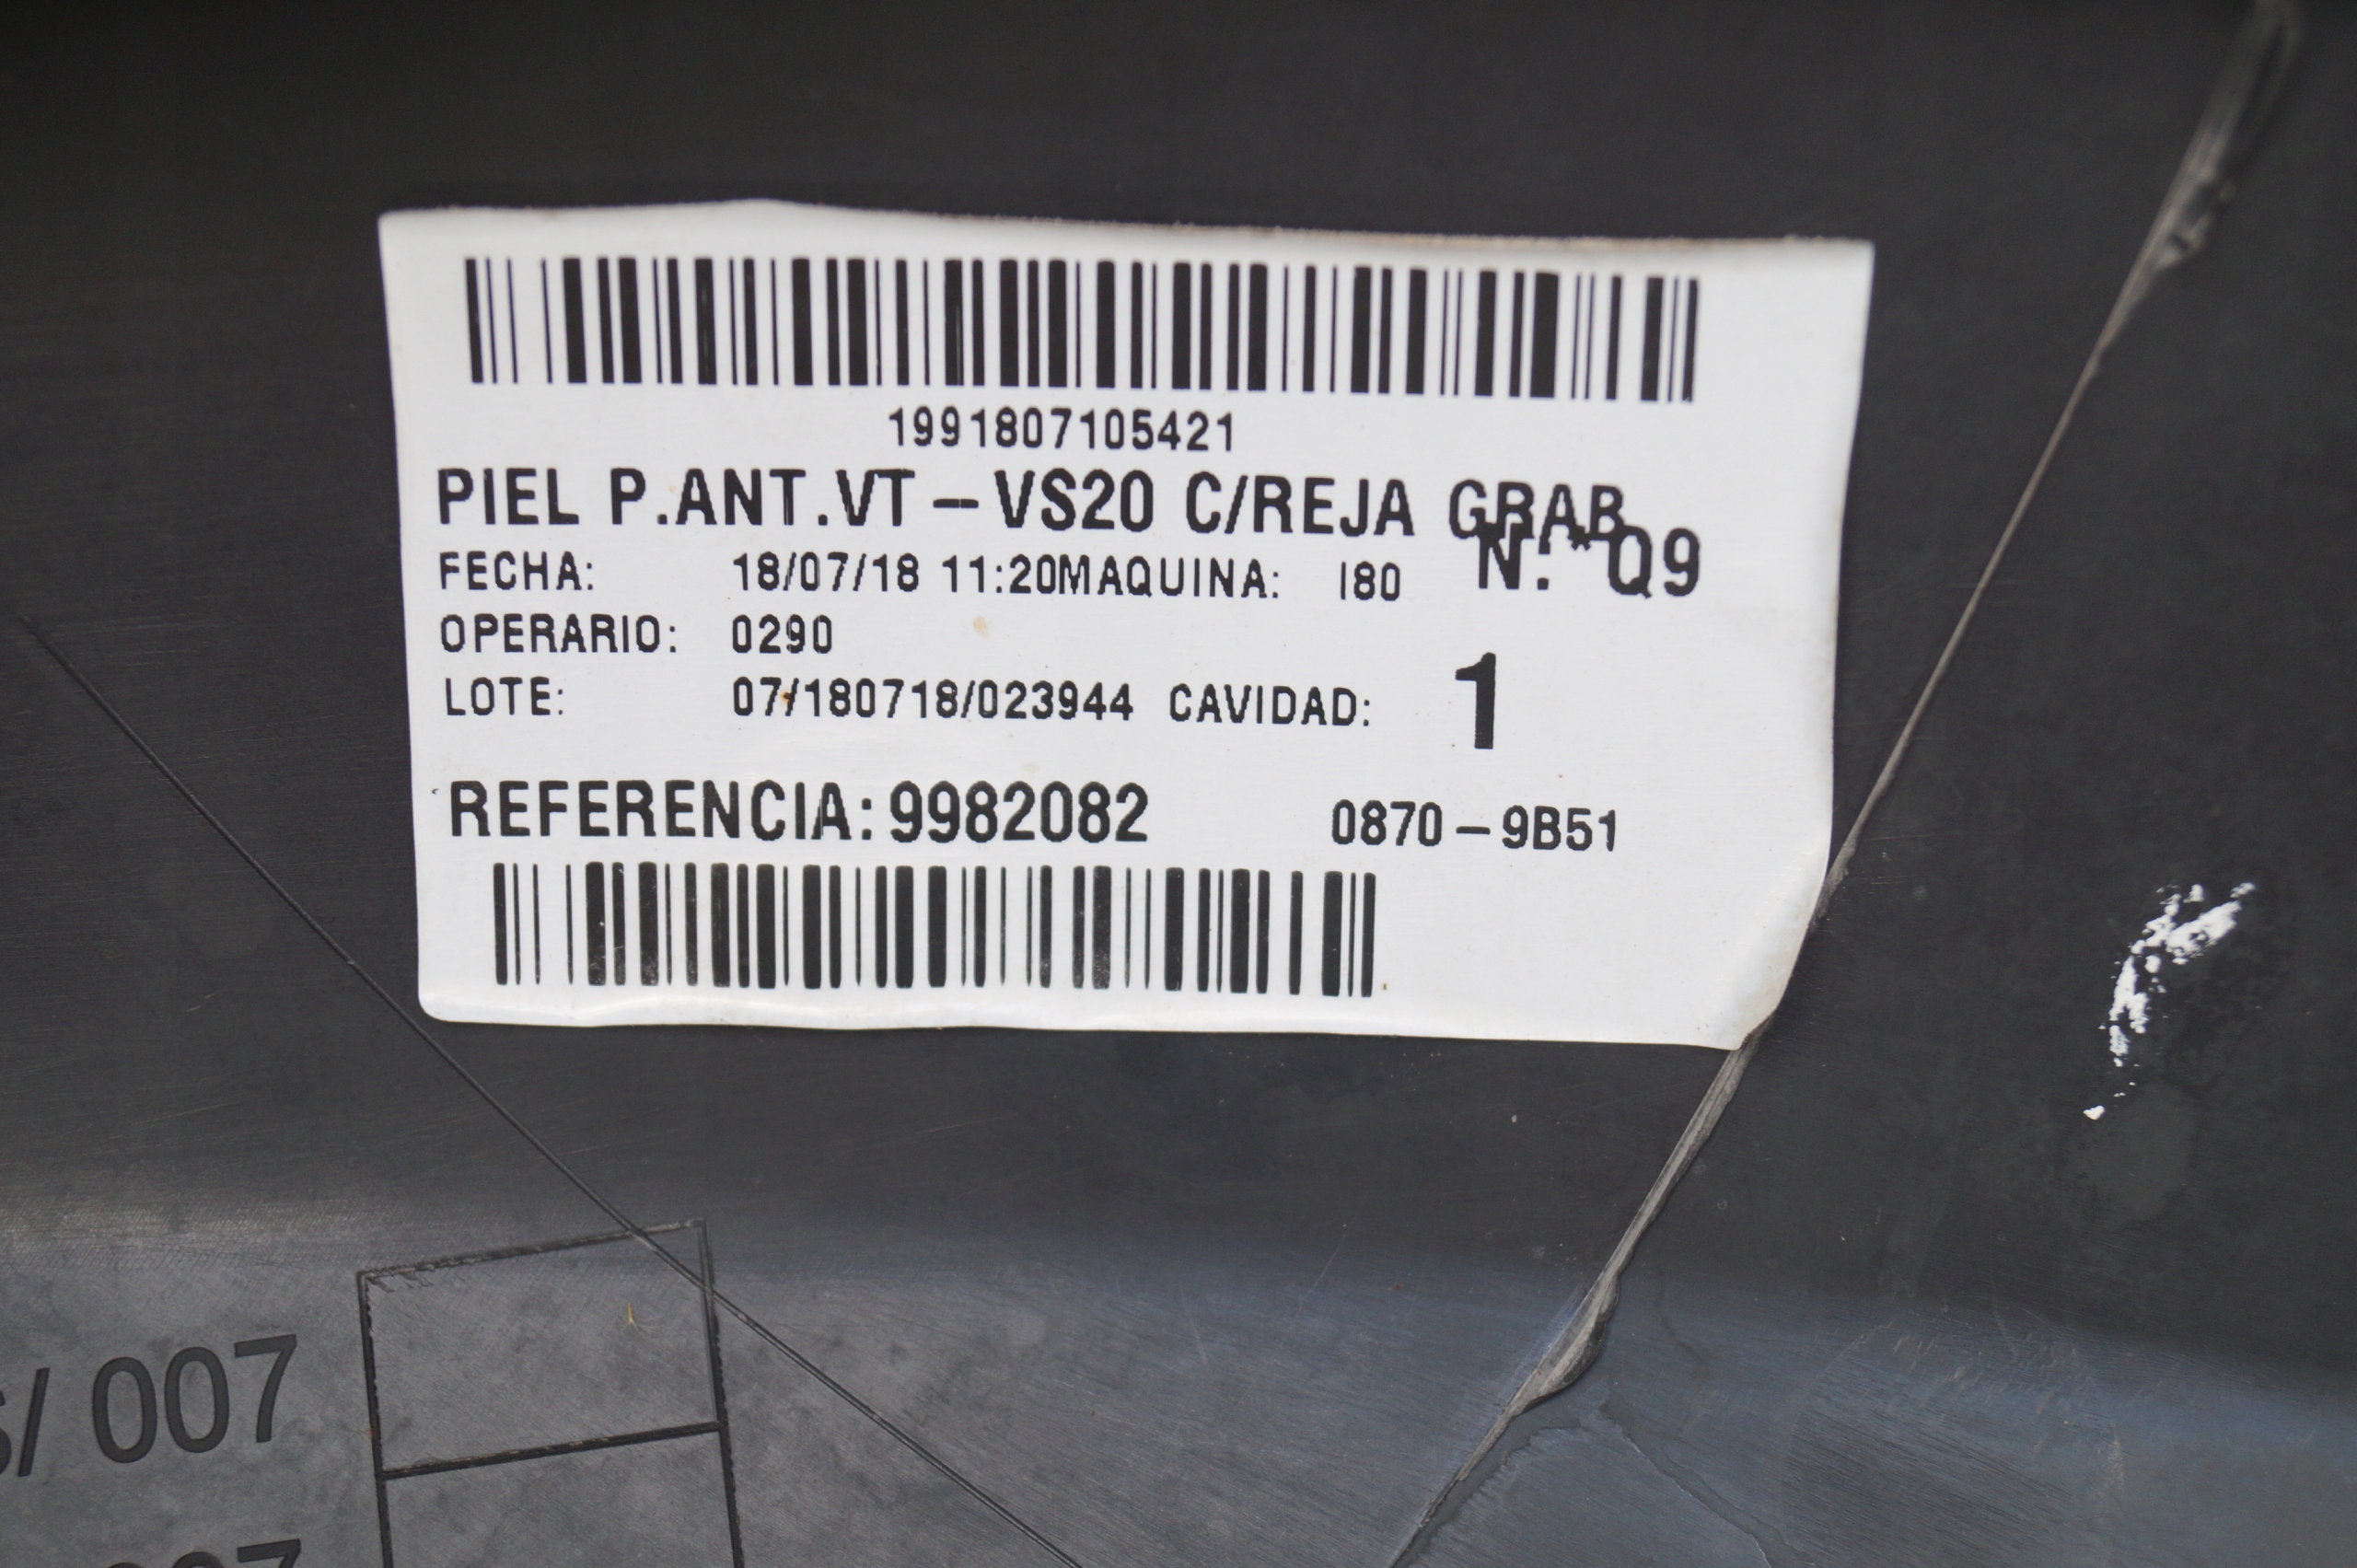 1991807105421
PIEL P.ANT.VT-VS20 C/REJA GRAB
N.* Q9
FECHA: 18/07/18 11:20MAQUINA: I80
OPERARIO: 0290
LOTE: 07/180718/023944 CAVIDAD: 1
REFERENCIA:9982082 0870-9B51
/ 007